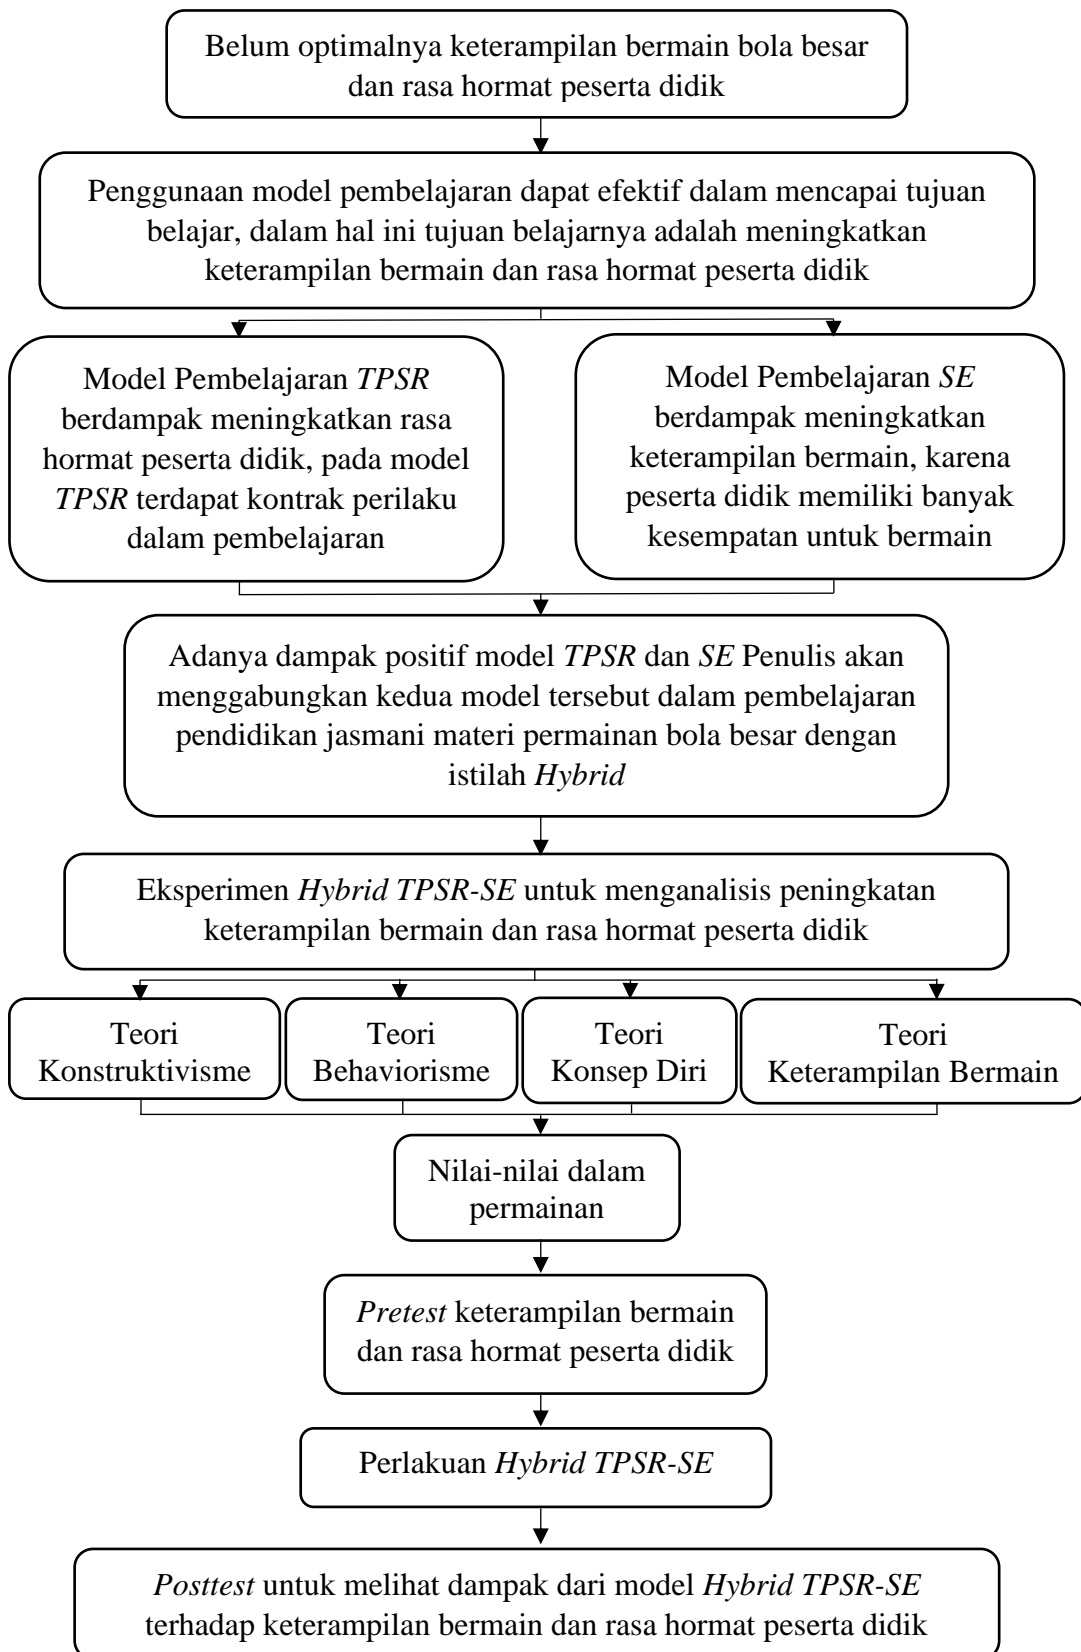 Belum optimalnya keterampilan bermain bola besar
dan rasa hormat peserta didik
Penggunaan model pembelajaran dapat efektif dalam mencapai tujuan
belajar, dalam hal ini tujuan belajarnya adalah meningkatkan
keterampilan bermain dan rasa hormat peserta didik
Model Pembelajaran TPSR
berdampak meningkatkan rasa
hormat peserta didik, pada model
TPSR terdapat kontrak perilaku
dalam pembelajaran
Model Pembelajaran SE
berdampak meningkatkan
keterampilan bermain, karena
peserta didik memiliki banyak
kesempatan untuk bermain
Adanya dampak positif model TPSR dan SE Penulis akan
menggabungkan kedua model tersebut dalam pembelajaran
pendidikan jasmani materi permainan bola besar dengan
istilah Hybrid
Eksperimen Hybrid TPSR-SE untuk menganalisis peningkatan
keterampilan bermain dan rasa hormat peserta didik
Teori
Konstruktivisme
Teori
Behaviorisme
Teori
Konsep Diri
Teori
Keterampilan Bermain
Nilai-nilai dalam
permainan
Pretest keterampilan bermain
dan rasa hormat peserta didik
Perlakuan Hybrid TPSR-SE
Posttest untuk melihat dampak dari model Hybrid TPSR-SE
terhadap keterampilan bermain dan rasa hormat peserta didik